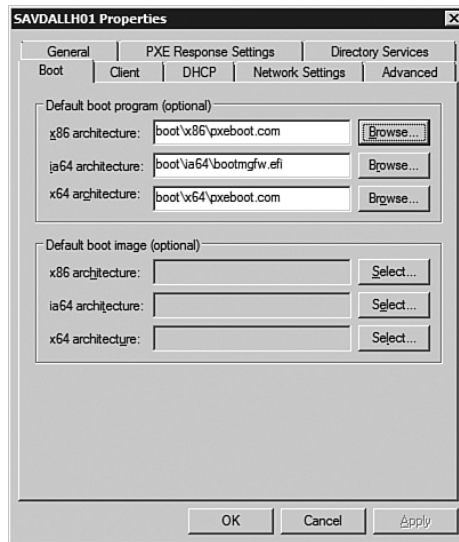 SAVDALLH01 Properties
General PXE Response Settings Directory Services
Boot Client DHCP Network Settings Advanced
Default boot program (optional)
x86 architecture: boot\x86\pxeboot.com Browse...
ia64 architecture: boot\ia64\bootmgfw.efi Browse...
x64 architecture: boot\x64\pxeboot.com Browse...
Default boot image (optional)
x86 architecture: Select...
ia64 architecture: Select...
x64 architecture: Select...
OK Cancel Apply